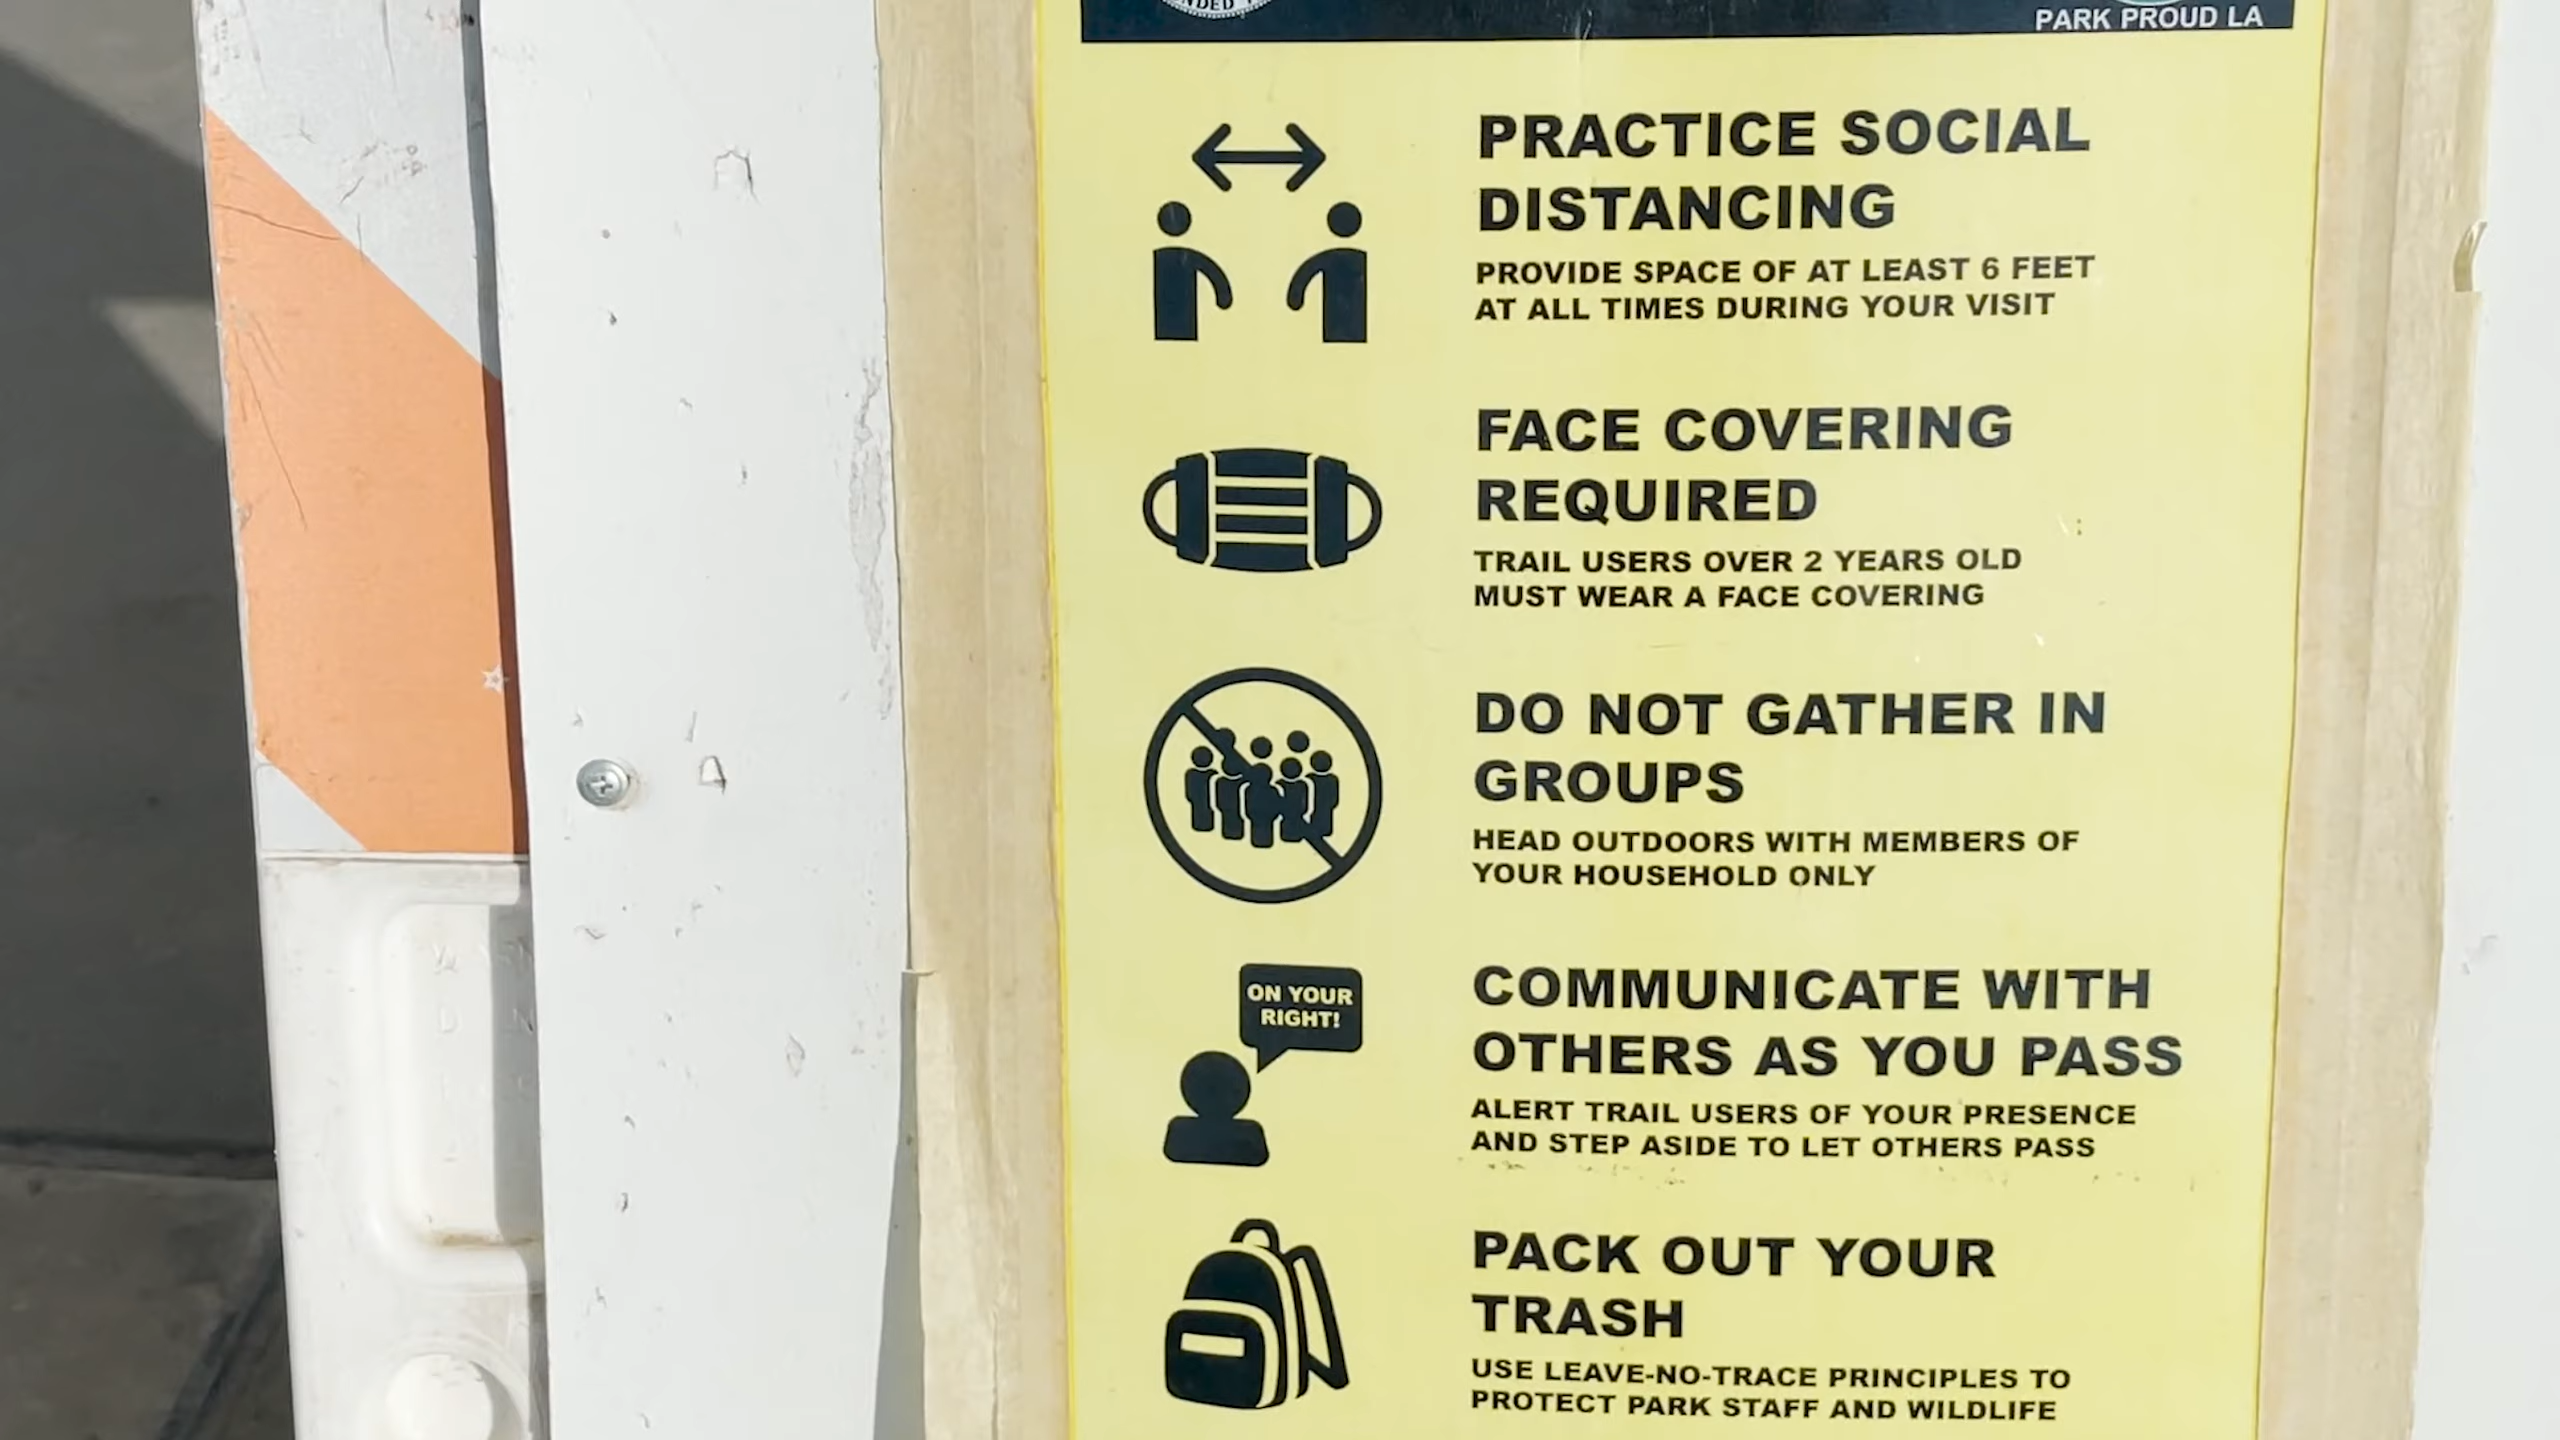 PARK PROUD LA
PRACTICE SOCIAL
DISTANCING
PROVIDE SPACE OF AT LEAST 6 FEET
AT ALL TIMES DURING YOUR VISIT
FACE COVERING
REQUIRED
TRAIL USERS OVER 2 YEARS OLD
MUST WEAR A FACE COVERING
DO NOT GATHER IN
GROUPS
HEAD OUTDOORS WITH MEMBERS OF
YOUR HOUSEHOLD ONLY
ON YOUR
RIGHT!
COMMUNICATE WITH
OTHERS AS YOU PASS
ALERT TRAIL USERS OF YOUR PRESENCE
AND STEP ASIDE TO LET OTHERS PASS
PACK OUT YOUR
TRASH
USE LEAVE-NO-TRACE PRINCIPLES TO
PROTECT PARK STAFF AND WILDLIFE